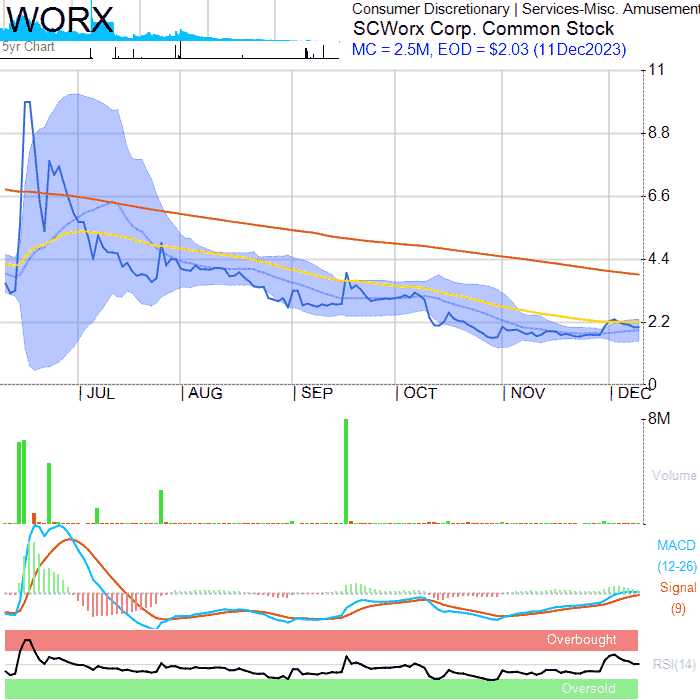 WORX
5yr Chart
Consumer Discretionary | Services-Misc. Amusement
SCWorx Corp. Common Stock
MC = 2.5M, EOD = $2.03 (11Dec2023)
11
8.8
6.6
4.4
2.2
0
JUL
AUG
SEP
OCT
NOV
DEC
8M
Volume
MACD
(12-26)
Signal
(9)
Overbought
RSI(14)
Oversold